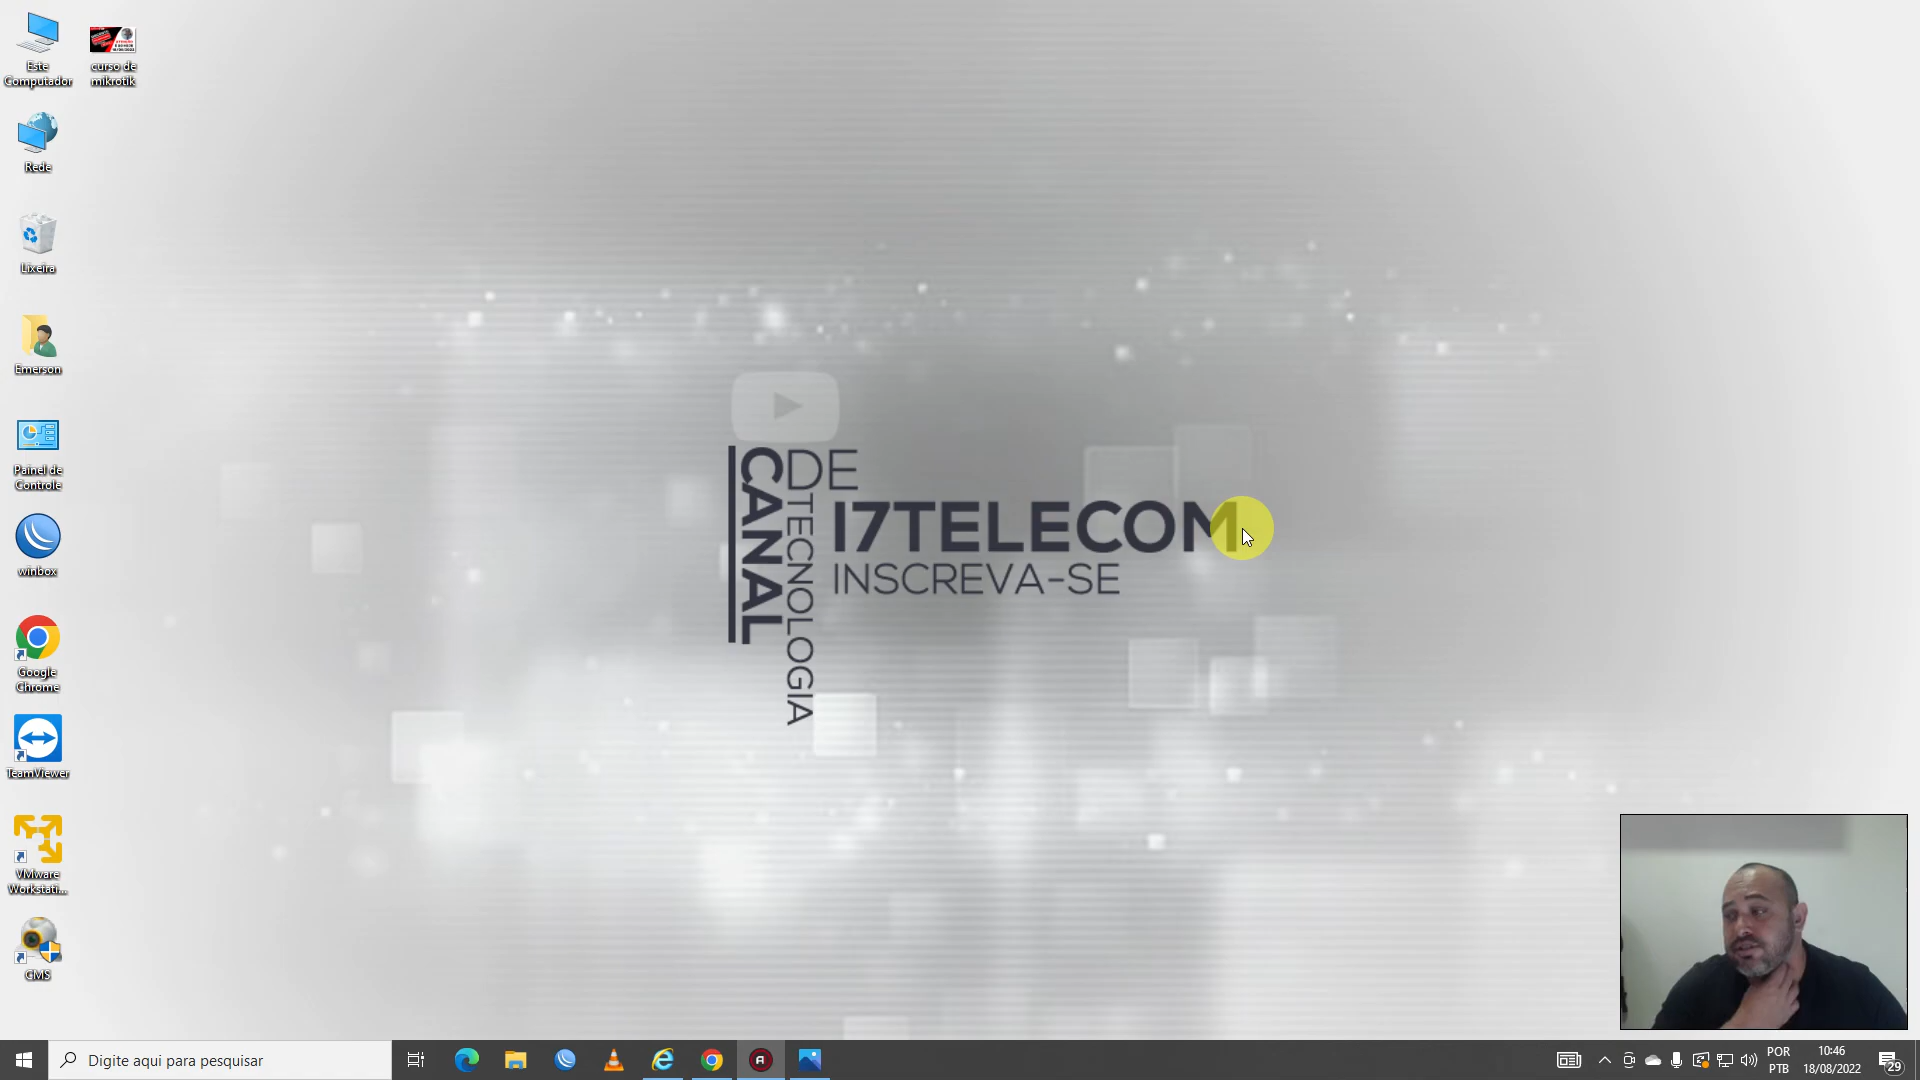 Este
Computador
curso de
mikrotik
Rede
Lixeira
Emerson
Painel de
Controle
winbox
Google
Chrome
TeamViewer
VMware
Workstati...
CMS
CANAL
DE
TECNOLOGIA
I7TELECOM
INSCREVA-SE
Digite aqui para pesquisar
POR
PTB
10:46
18/08/2022
29